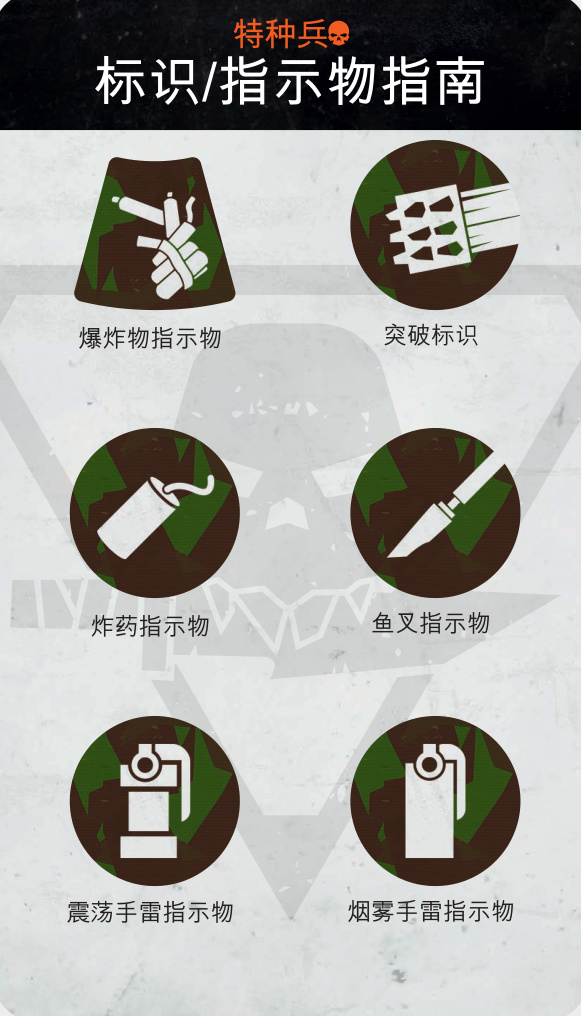 特种兵
标识/指示物指南
爆炸物指示物
突破标识
炸药指示物
鱼叉指示物
震荡手雷指示物
烟雾手雷指示物